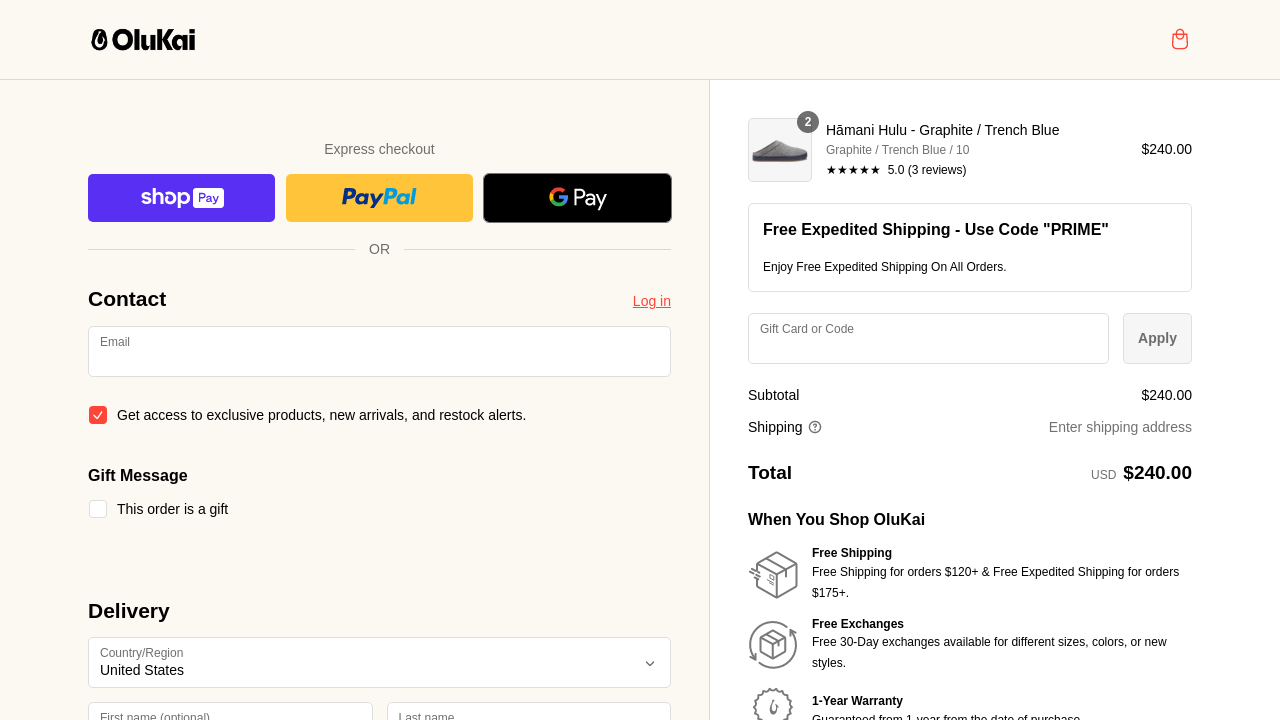 OluKai
Express checkout
shop Pay
PayPal
G Pay
OR
Contact
Log in
Email
Get access to exclusive products, new arrivals, and restock alerts.
Gift Message
This order is a gift
Delivery
Country/Region
United States
First name (optional)
Last name
2
Hāmani Hulu - Graphite / Trench Blue
Graphite / Trench Blue / 10
★★★★★ 5.0 (3 reviews)
$240.00
Free Expedited Shipping - Use Code "PRIME"
Enjoy Free Expedited Shipping On All Orders.
Gift Card or Code
Apply
Subtotal
$240.00
Shipping
Enter shipping address
Total
USD $240.00
When You Shop OluKai
Free Shipping
Free Shipping for orders $120+ & Free Expedited Shipping for orders
$175+.
Free Exchanges
Free 30-Day exchanges available for different sizes, colors, or new
styles.
1-Year Warranty
Guaranteed from 1-year from the date of purchase.